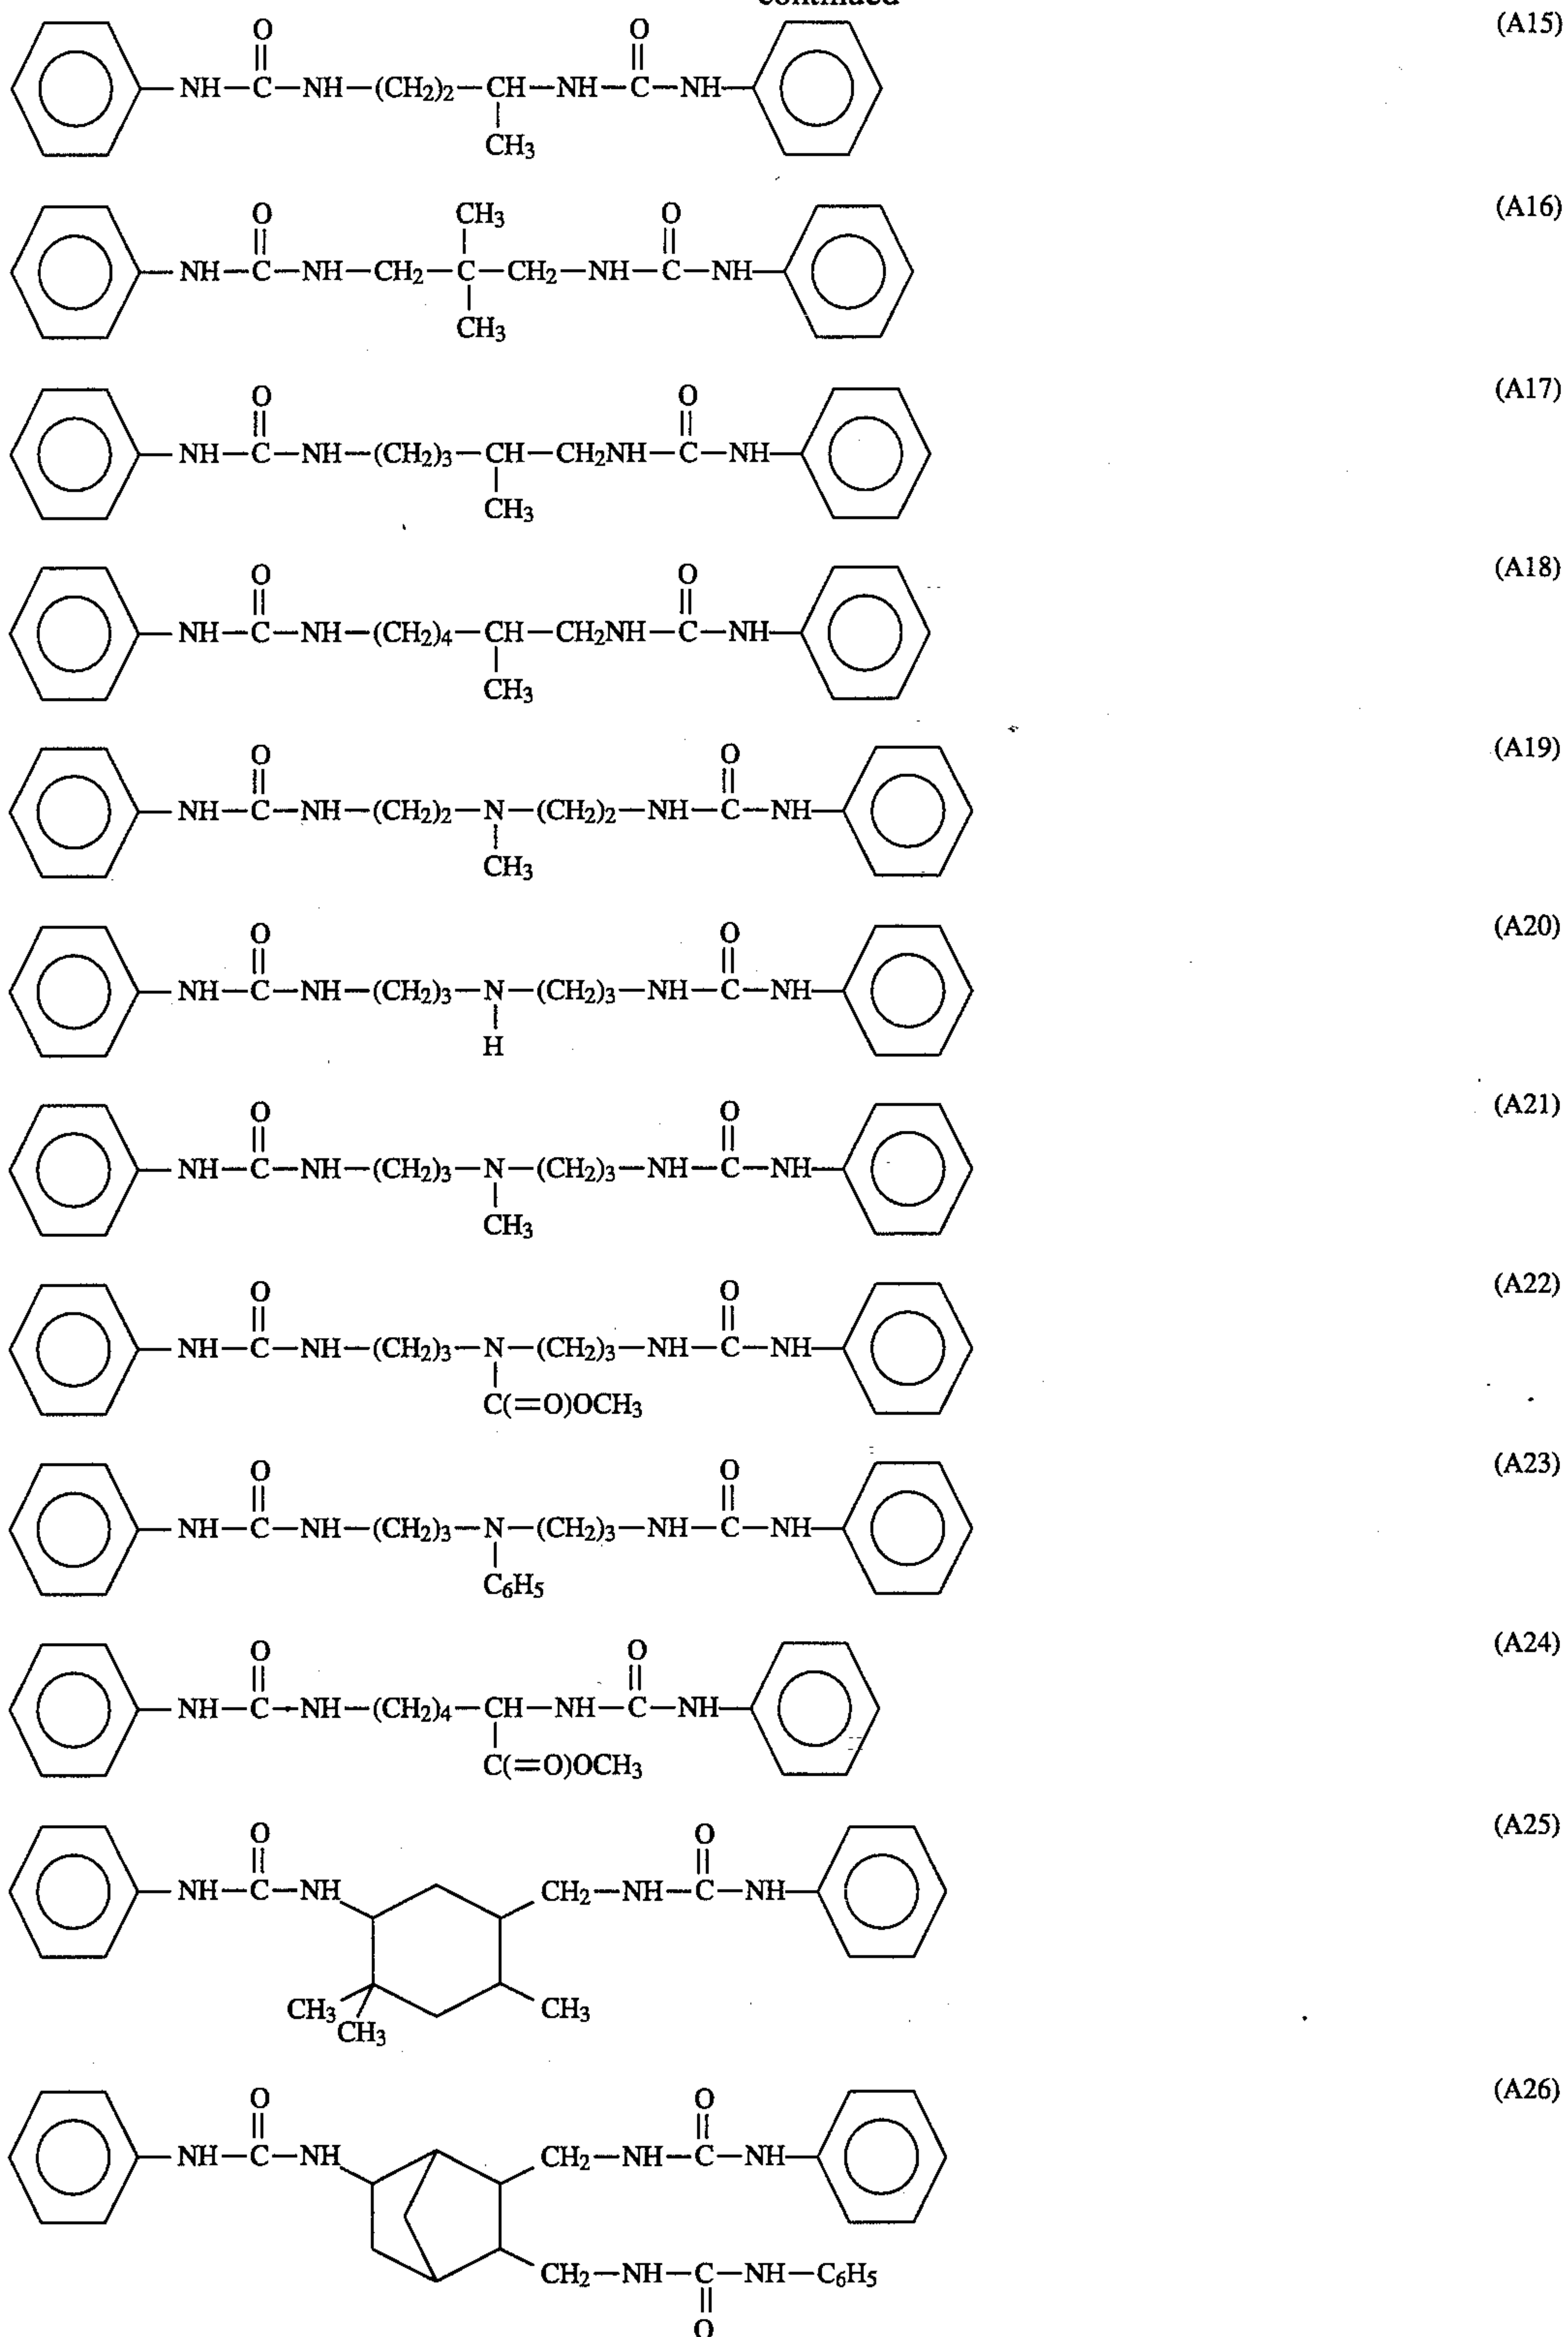 continued
(A15)
O O
NH—C—NH—(CH2)2—CH—NH—C—NH
CH3
(A16)
O CH3 O
NH—C—NH—CH2—C—CH2—NH—C—NH
CH3
(A17)
O O
NH—C—NH—(CH2)3—CH—CH2NH—C—NH
CH3
(A18)
O O
NH—C—NH—(CH2)4—CH—CH2NH—C—NH
CH3
(A19)
O O
NH—C—NH—(CH2)2—N—(CH2)2—NH—C—NH
CH3
(A20)
O O
NH—C—NH—(CH2)3—N—(CH2)3—NH—C—NH
H
(A21)
O O
NH—C—NH—(CH2)3—N—(CH2)3—NH—C—NH
CH3
(A22)
O O
NH—C—NH—(CH2)3—N—(CH2)3—NH—C—NH
C(=O)OCH3
(A23)
O O
NH—C—NH—(CH2)3—N—(CH2)3—NH—C—NH
C6H5
(A24)
O O
NH—C—NH—(CH2)4—CH—NH—C—NH
C(=O)OCH3
(A25)
O O
NH—C—NH CH2—NH—C—NH
CH3 CH3
CH3
(A26)
O O
NH—C—NH CH2—NH—C—NH
CH2—NH—C—NH—C6H5
O